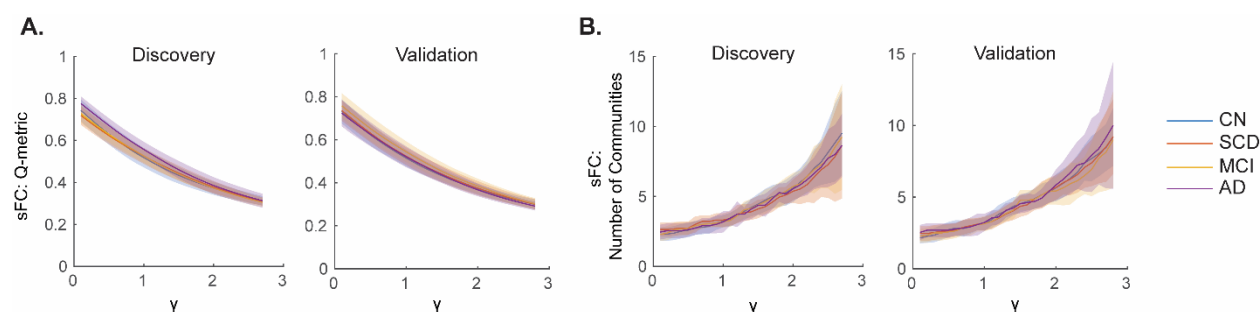 A.
Discovery
Validation
sFC: Q-metric
1
0.8
0.6
0.4
0.2
0
0
1
2
3
γ
1
0.8
0.6
0.4
0.2
0
0
1
2
3
γ
B.
Discovery
Validation
sFC:
Number of Communities
15
10
5
0
0
1
2
3
γ
15
10
5
0
0
1
2
3
γ
CN
SCD
MCI
AD